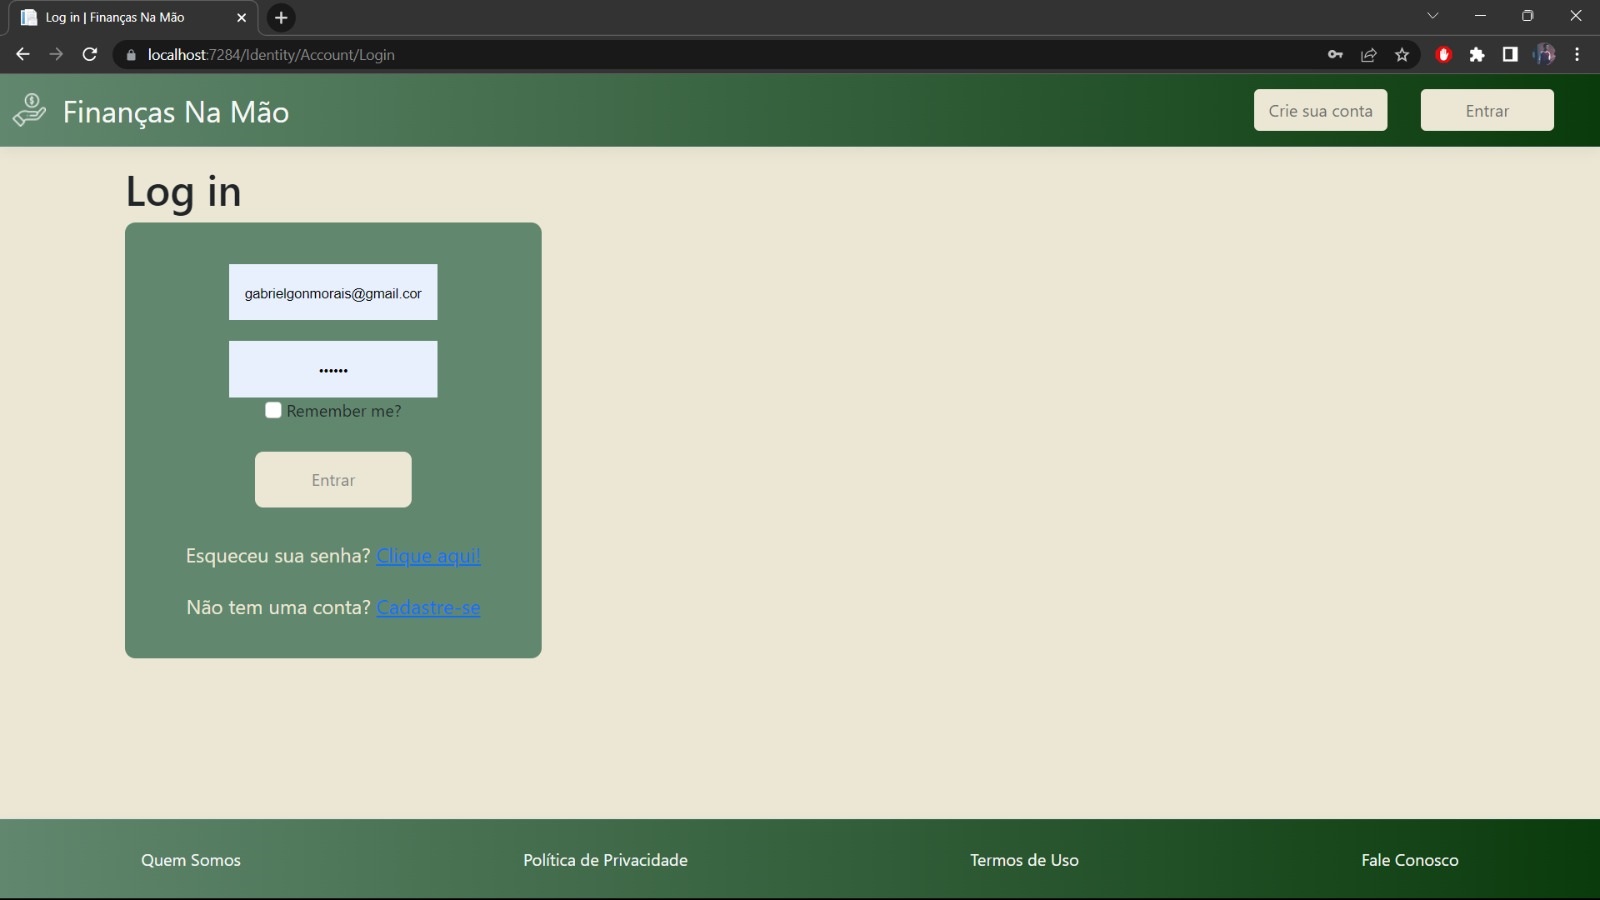 Log in | Finanças Na Mão
localhost:7284/Identity/Account/Login
Finanças Na Mão
Crie sua conta
Entrar
Log in
gabrielgonmorais@gmail.cor
••••••
Remember me?
Entrar
Esqueceu sua senha? Clique aqui!
Não tem uma conta? Cadastre-se
Quem Somos
Política de Privacidade
Termos de Uso
Fale Conosco